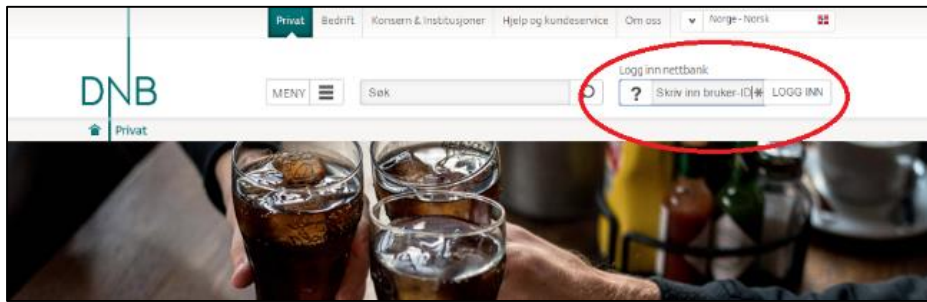 Privat Bedrift Konsern & Institusjoner Hjelp og kundeservice Om oss Norge - Norsk
Logg inn nettbank
DNB
MENY Søk ? Skriv inn bruker-ID LOGG INN
Privat